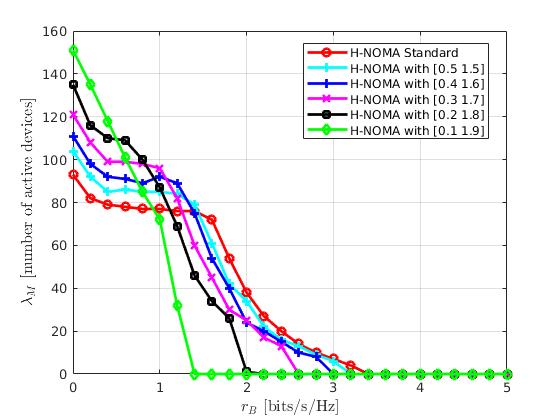 160
140
120
100
80
60
40
20
0
λ_M [number of active devices]
H-NOMA Standard
H-NOMA with [0.5 1.5]
H-NOMA with [0.4 1.6]
H-NOMA with [0.3 1.7]
H-NOMA with [0.2 1.8]
H-NOMA with [0.1 1.9]
0 1 2 3 4 5
r_B [bits/s/Hz]